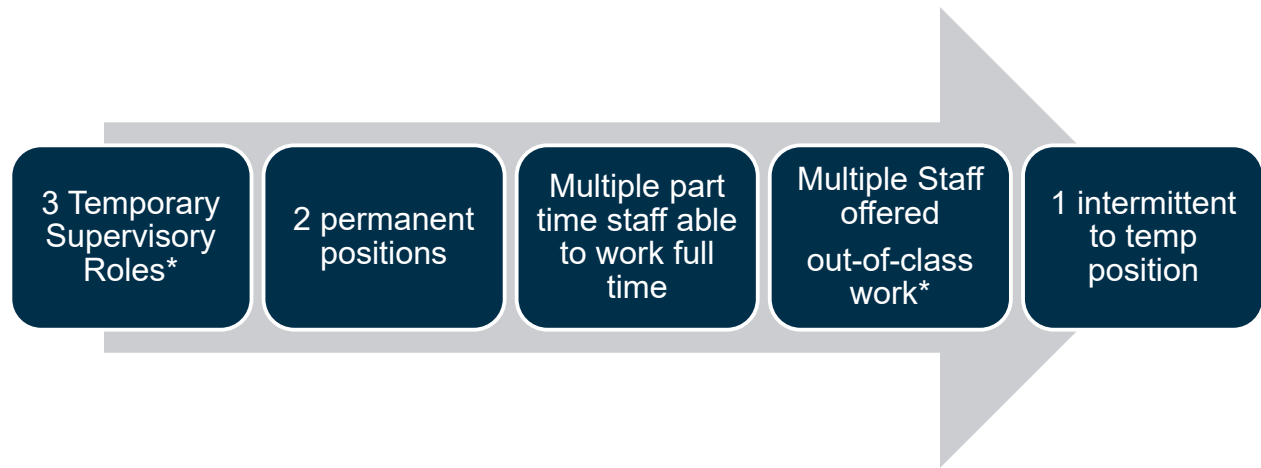 3 Temporary
Supervisory
Roles*
2 permanent
positions
Multiple part
time staff able
to work full
time
Multiple Staff
offered
out-of-class
work*
1 intermittent
to temp
position